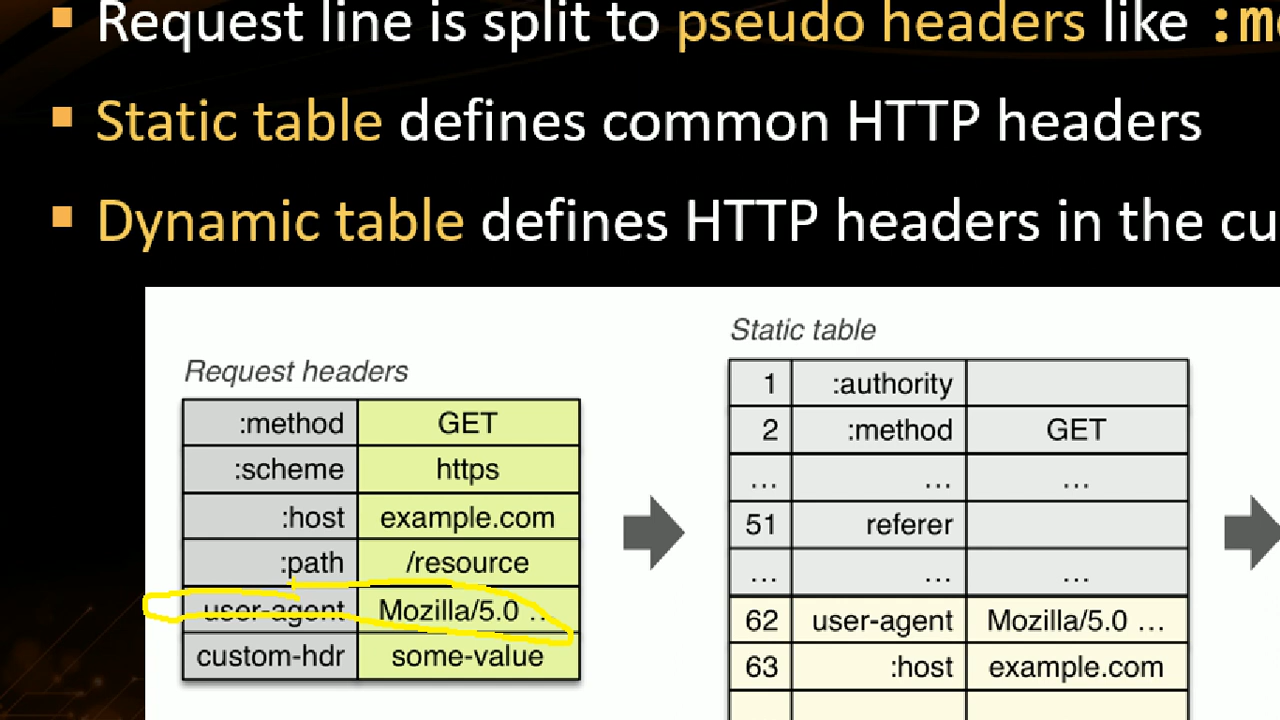 Request line is split to pseudo headers like :m
Static table defines common HTTP headers
Dynamic table defines HTTP headers in the cu
Request headers
:method GET
:scheme https
:host example.com
:path /resource
user-agent Mozilla/5.0 …
custom-hdr some-value
Static table
1 :authority
2 :method GET
… … …
51 referer
… … …
62 user-agent Mozilla/5.0 …
63 :host example.com